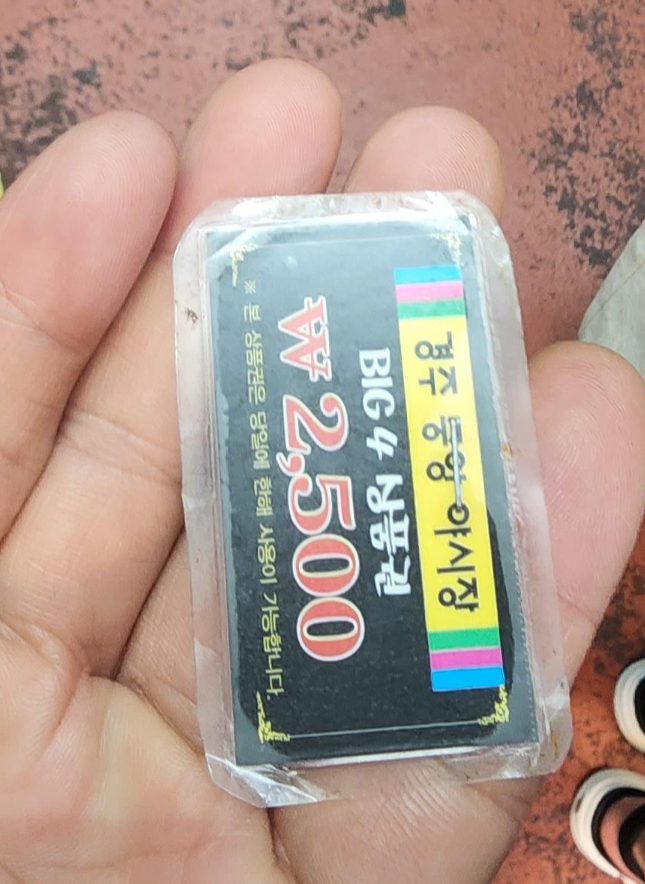 경주 중앙 야시장
BIG 4 상품권
₩ 2,500
※ 본 상품권은 당일에 한해 사용이 가능합니다.